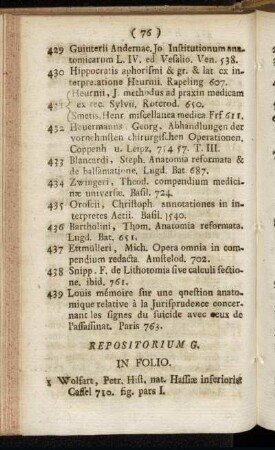 ( 76 )
429 Guinterii Andernac. Jo Institutionum ana-
tomicarum L. IV. ed. Vesalio. Ven. 538.
430 Hippocratis aphorismi & gr. & lat. ex in-
terpretatione Heurnii. Rapeling 607.
Heurnii, J. methodus ad praxin medicam
431 ex rec. Sylvii, Roterod. 650.
Smetii, Henr. miscellanea medica Frf 611.
432 Heuermanns Georg. Abhandlungen der
vornehmsten chirurgischen Operationen,
Coppenh u. Leipz, 714 57. T. III.
433 Blancardi, Steph. Anatomia reformata &
de balsamatione, Lugd. Bat 687.
434 Zwingeri, Theod. compendium medici-
næ universæ. Basil. 724.
435 Oroscii, Christoph annotationes in in-
terpretes Aetii. Basil. 1540.
436 Bartholini, Thom. Anatomia reformata.
Lugd. Bat. 651.
437 Ettmülleri, Mich. Opera omnia in com-
pendium redacta. Amstelod. 702.
438 Snipp. F. de Lithotomia sive calculi sectio-
ne. ibid. 761.
439 Louis mémoire sur une question anato-
mique relative à la Jurisprudence concer-
nant les signes du suicide avec ceux de
l'assassinat. Paris 763.
REPOSITORIUM G.
IN FOLIO.
1 Wolfart, Petr. Hist. nat. Hassiæ inferioris
Cassel 710. fig. pars I.